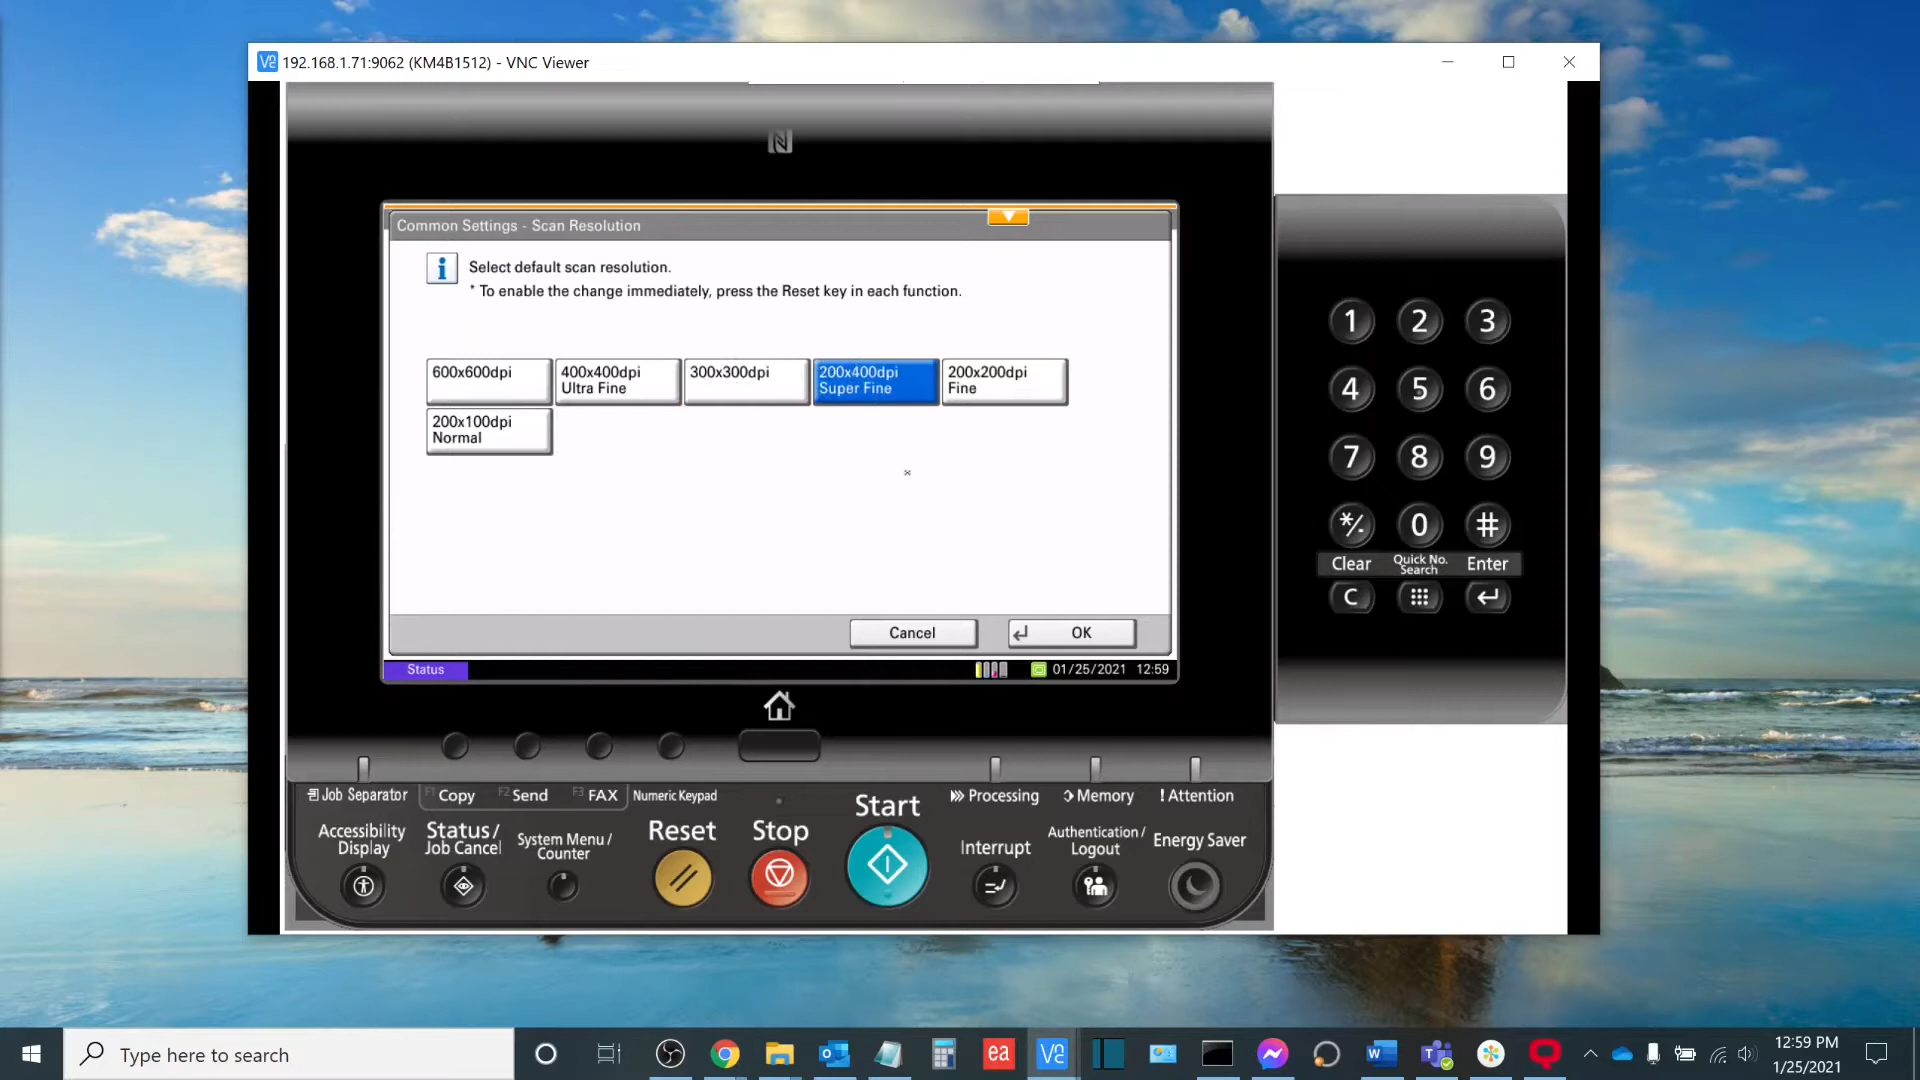 192.168.1.71:9062 (KM4B1512) - VNC Viewer
Common Settings - Scan Resolution
Select default scan resolution.
* To enable the change immediately, press the Reset key in each function.
600x600dpi
400x400dpi
Ultra Fine
300x300dpi
200x400dpi
Super Fine
200x200dpi
Fine
200x100dpi
Normal
Cancel
OK
Status
01/25/2021 12:59
1 2 3
4 5 6
7 8 9
*/. 0 #
Clear
Quick No.
Search
Enter
C
Job Separator
F1 Copy
F2 Send
F3 FAX
Numeric Keypad
Processing
Memory
! Attention
Accessibility
Display
Status/
Job Cancel
System Menu /
Counter
Reset
Stop
Start
Interrupt
Authentication /
Logout
Energy Saver
Type here to search
ea
12:59 PM
1/25/2021